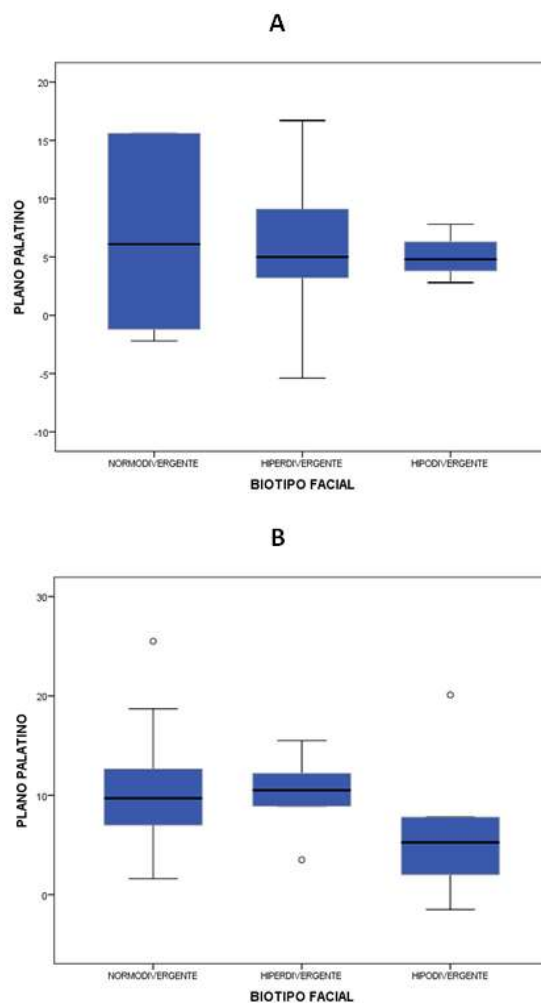 A
20
15
10
5
0
-5
-10
PLANO PALATINO
NORMODIVERGENTE HIPERDIVERGENTE HIPODIVERGENTE
BIOTIPO FACIAL
B
30
20
10
0
PLANO PALATINO
NORMODIVERGENTE HIPERDIVERGENTE HIPODIVERGENTE
BIOTIPO FACIAL